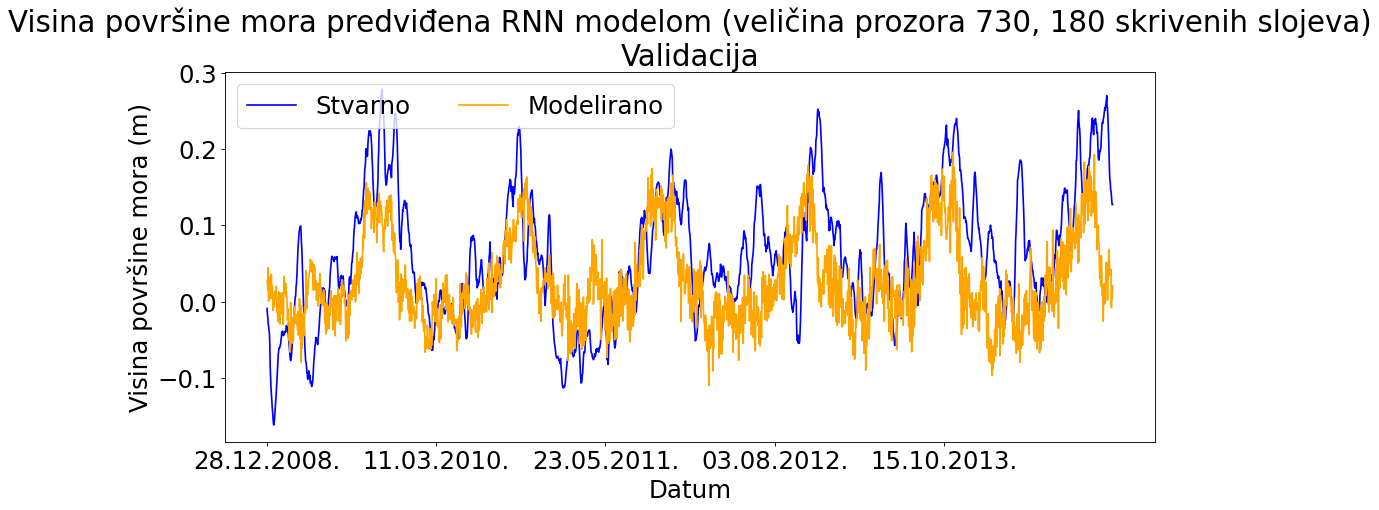 Visina površine mora predviđena RNN modelom (veličina prozora 730, 180 skrivenih slojeva)
Validacija
Stvarno Modelirano
Visina površine mora (m)
0.3
0.2
0.1
0.0
−0.1
28.12.2008. 11.03.2010. 23.05.2011. 03.08.2012. 15.10.2013.
Datum